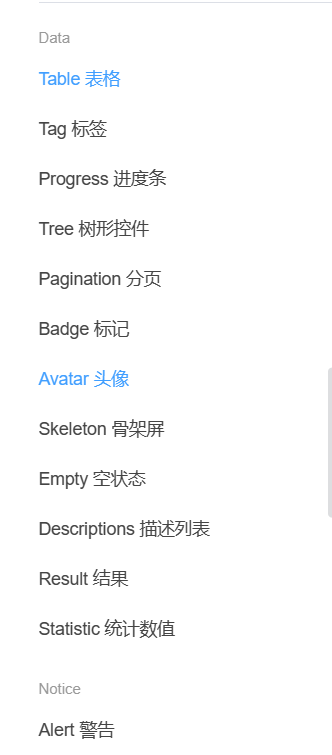 Data
Table 表格
Tag 标签
Progress 进度条
Tree 树形控件
Pagination 分页
Badge 标记
Avatar 头像
Skeleton 骨架屏
Empty 空状态
Descriptions 描述列表
Result 结果
Statistic 统计数值
Notice
Alert 警告